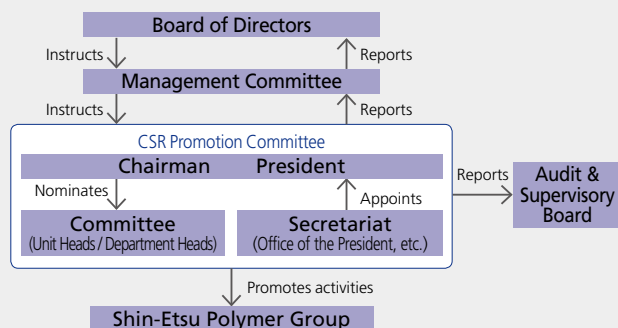 Board of Directors
Instructs
Reports
Management Committee
Instructs
Reports
CSR Promotion Committee
Chairman President
Nominates
Appoints
Committee
(Unit Heads / Department Heads)
Secretariat
(Office of the President, etc.)
Reports
Audit &
Supervisory
Board
Promotes activities
Shin-Etsu Polymer Group